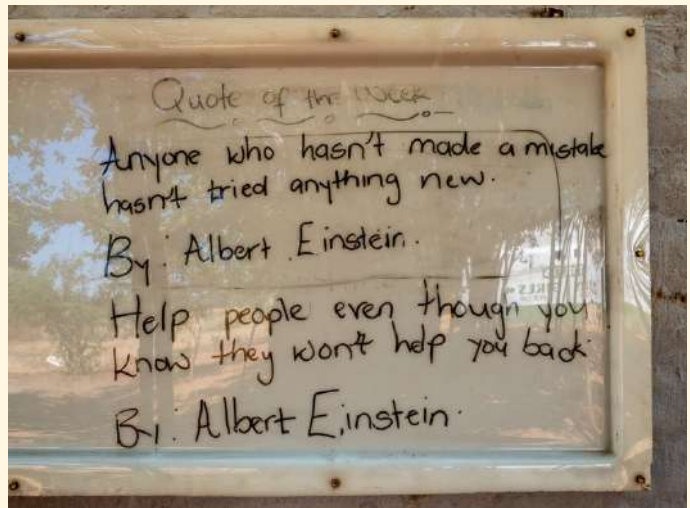 Quote of the Week
Anyone who hasn't made a mistake
hasn't tried anything new.
By: Albert Einstein.
Help people even though you
know they won't help you back
By: Albert Einstein.